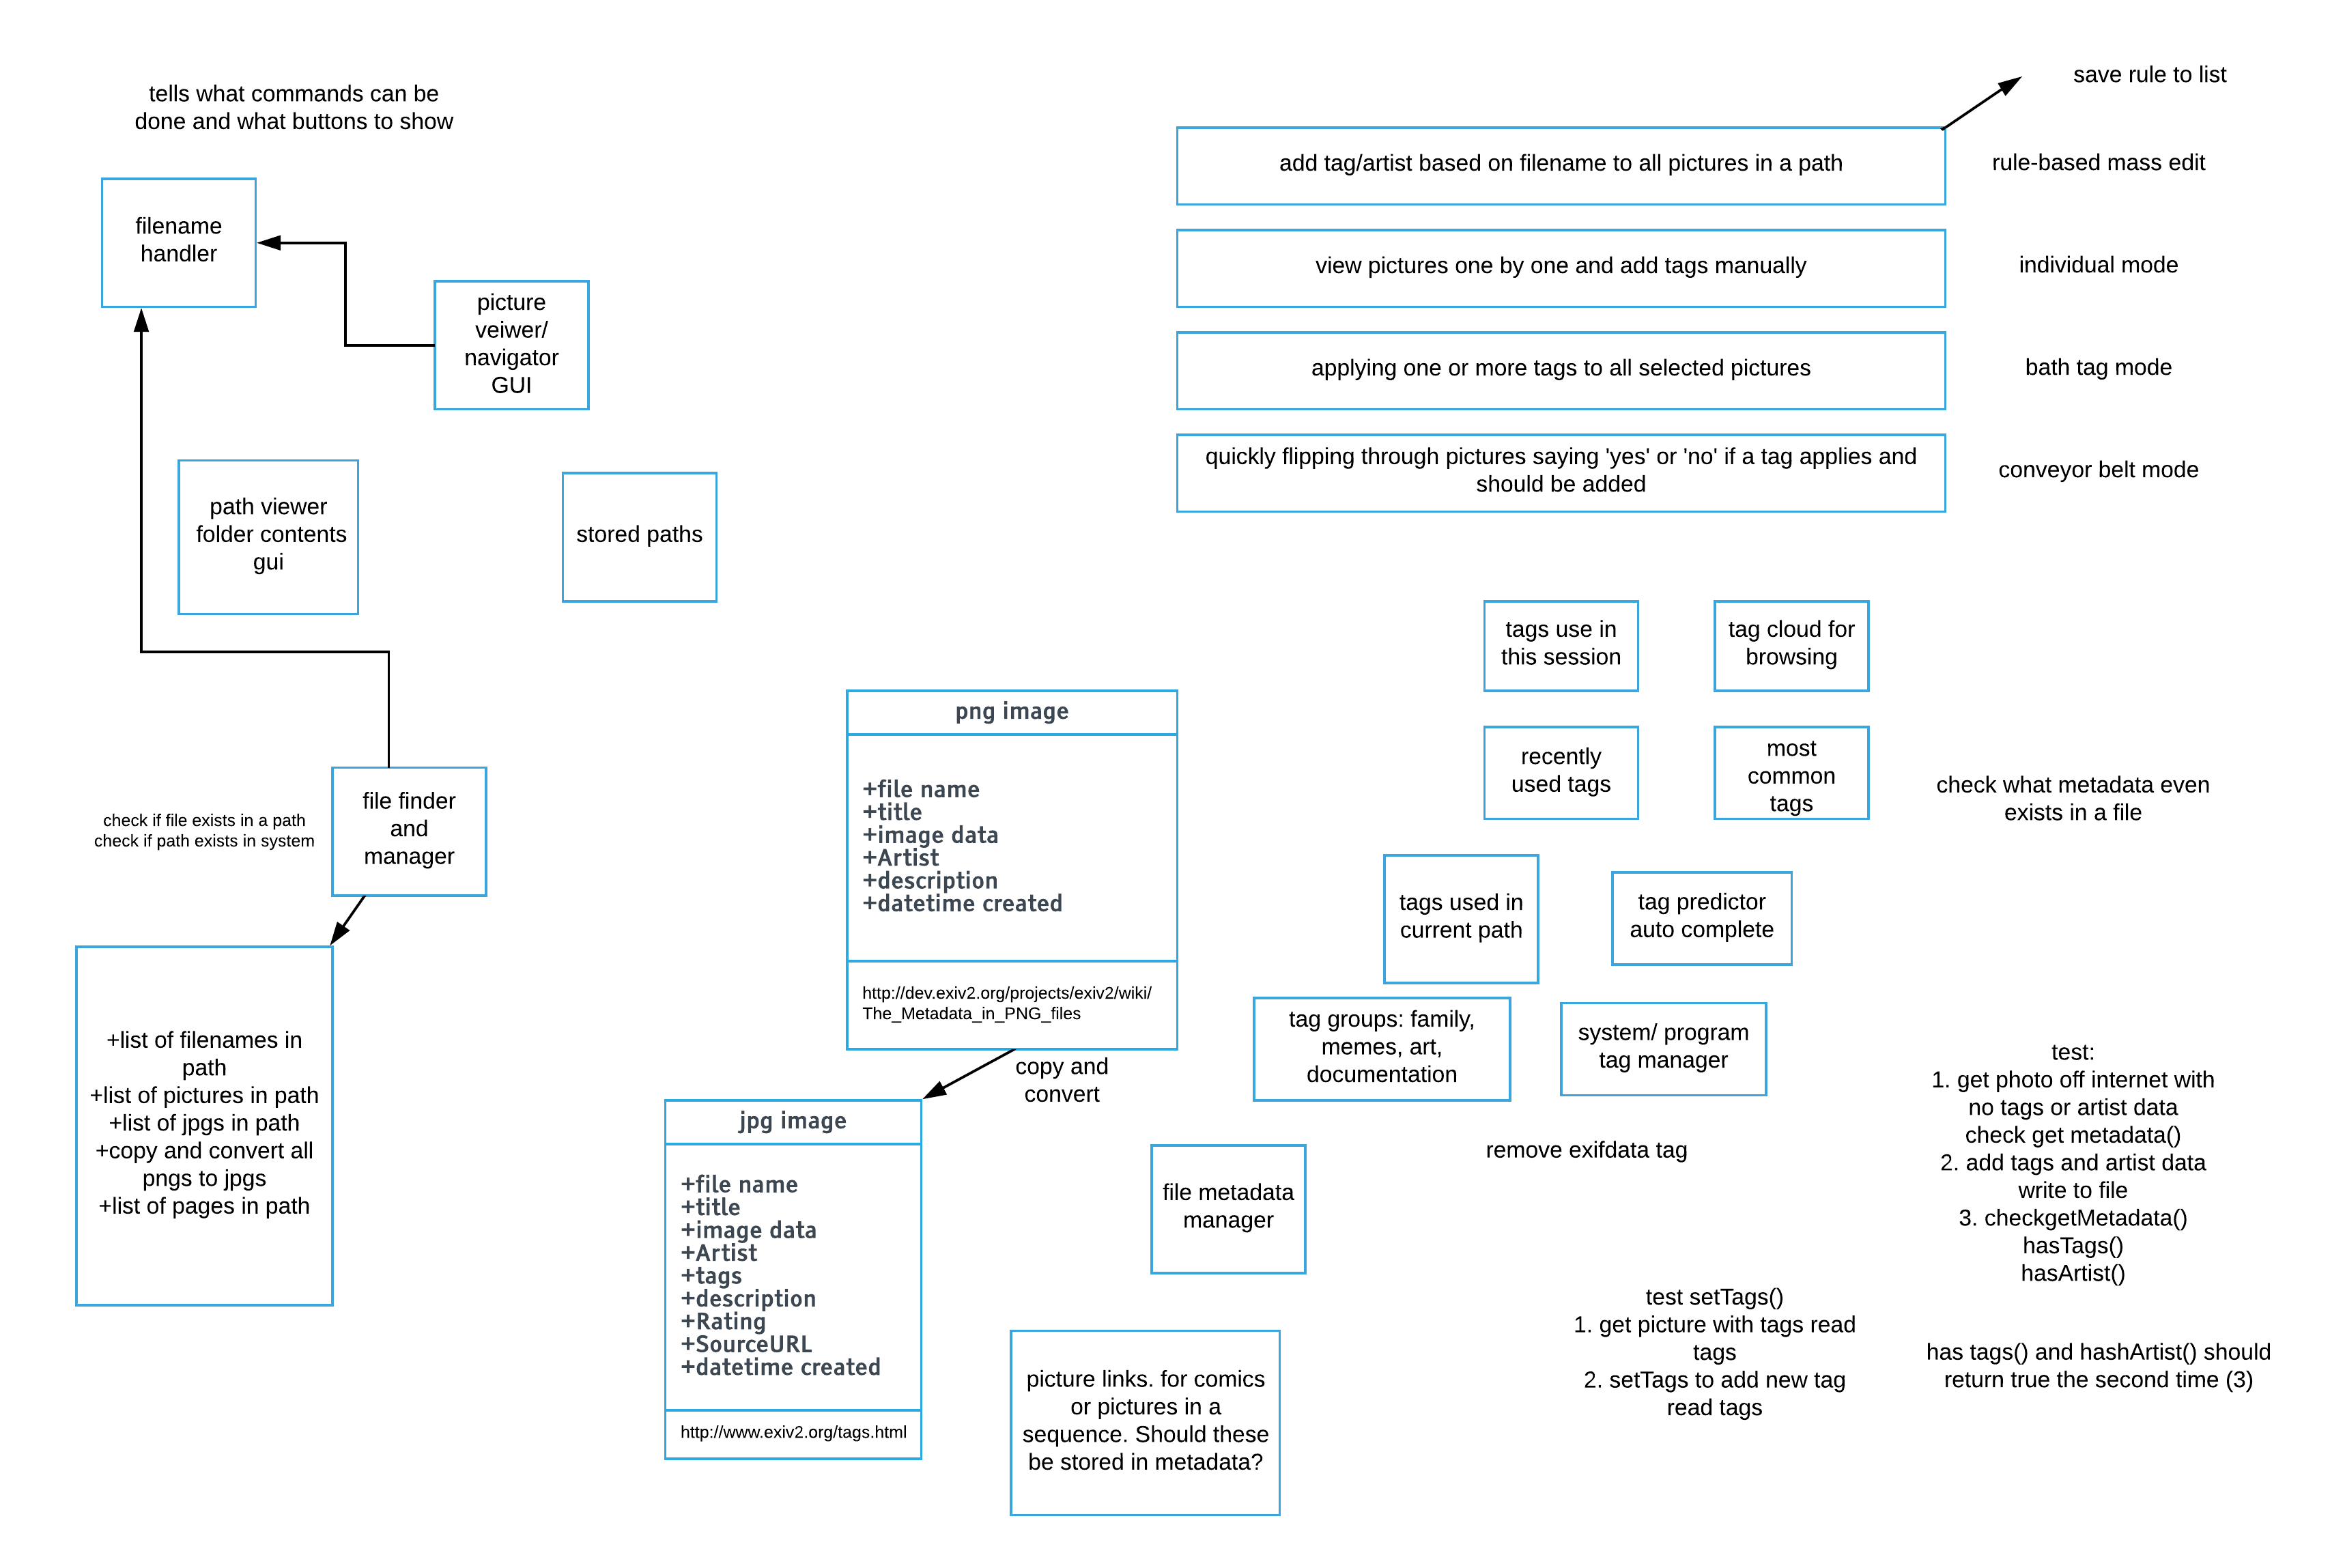 tells what commands can be
done and what buttons to show
filename
handler
picture
veiwer/
navigator
GUI
path viewer
folder contents
gui
stored paths
check if file exists in a path
check if path exists in system
file finder
and
manager
+list of filenames in
path
+list of pictures in path
+list of jpgs in path
+copy and convert all
pngs to jpgs
+list of pages in path
save rule to list
add tag/artist based on filename to all pictures in a path
rule-based mass edit
view pictures one by one and add tags manually
individual mode
applying one or more tags to all selected pictures
bath tag mode
quickly flipping through pictures saying 'yes' or 'no' if a tag applies and
should be added
conveyor belt mode
png image
+file name
+title
+image data
+Artist
+description
+datetime created
http://dev.exiv2.org/projects/exiv2/wiki/
The_Metadata_in_PNG_files
copy and
convert
jpg image
+file name
+title
+image data
+Artist
+tags
+description
+Rating
+SourceURL
+datetime created
http://www.exiv2.org/tags.html
tags use in
this session
tag cloud for
browsing
recently
used tags
most
common
tags
check what metadata even
exists in a file
tags used in
current path
tag predictor
auto complete
tag groups: family,
memes, art,
documentation
system/ program
tag manager
file metadata
manager
remove exifdata tag
picture links. for comics
or pictures in a
sequence. Should these
be stored in metadata?
test:
1. get photo off internet with
no tags or artist data
check get metadata()
2. add tags and artist data
write to file
3. checkgetMetadata()
hasTags()
hasArtist()
test setTags()
1. get picture with tags read
tags
2. setTags to add new tag
read tags
has tags() and hashArtist() should
return true the second time (3)